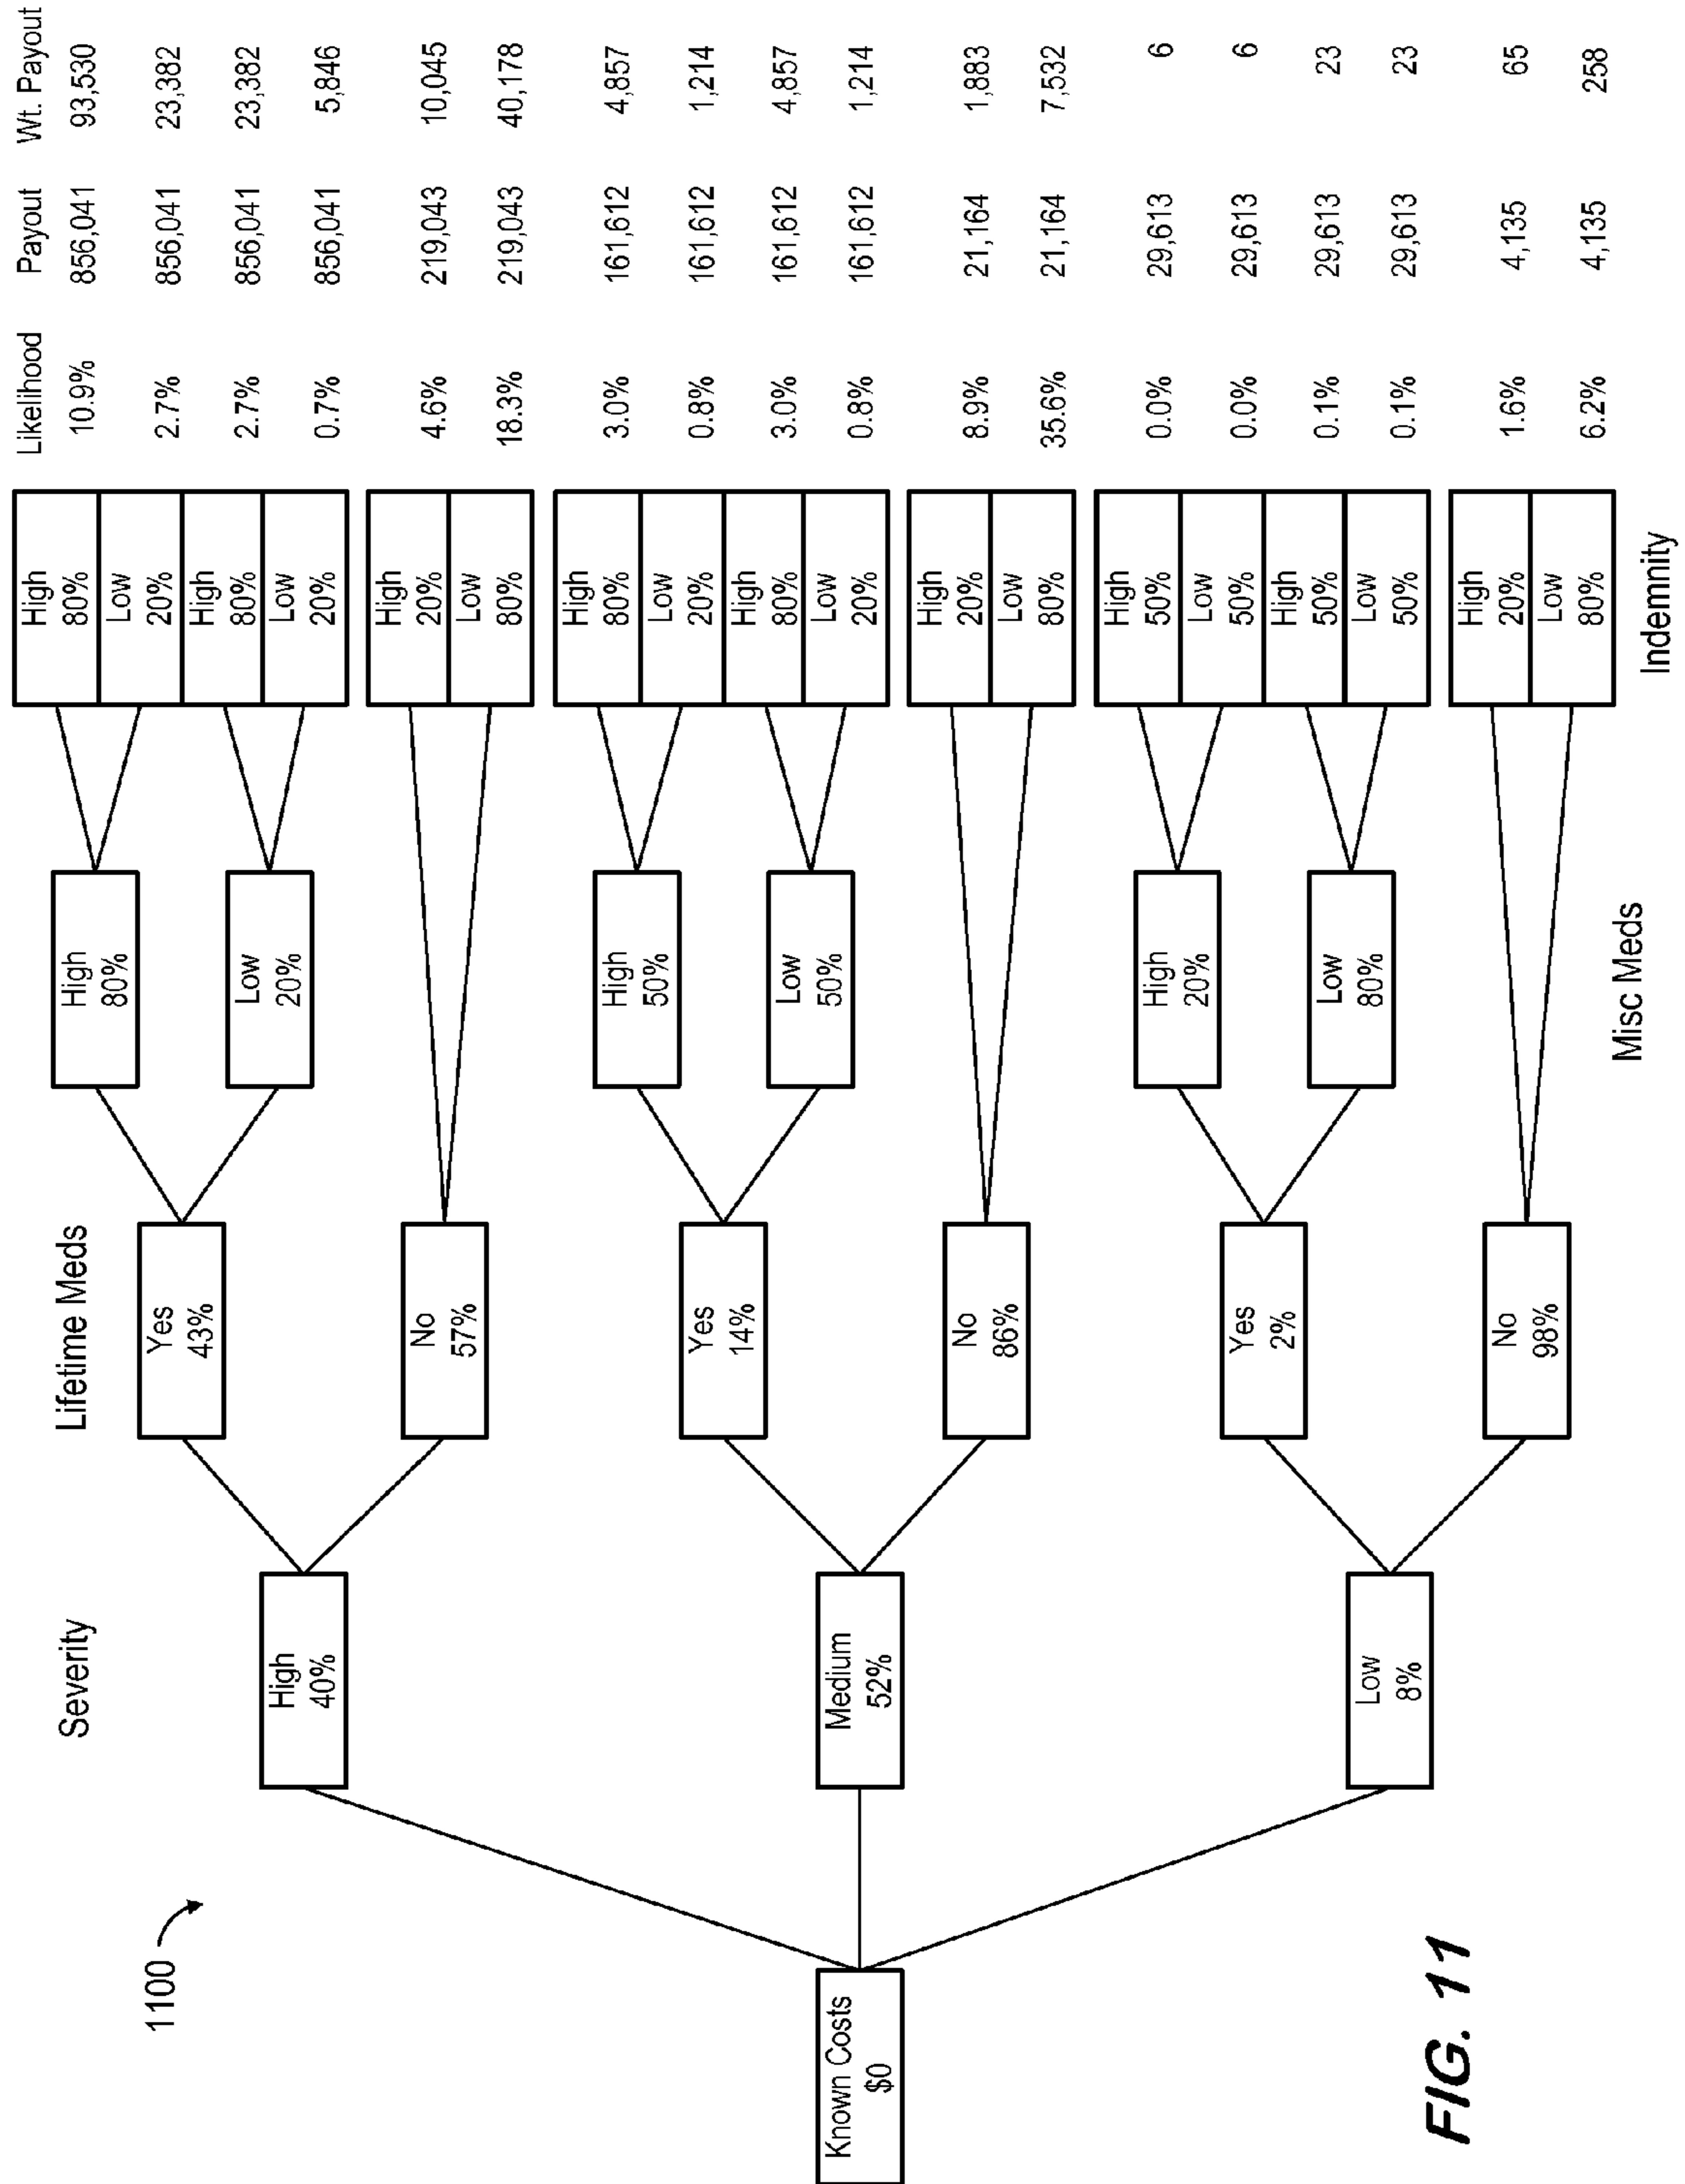 1100
Known Costs
$0
Severity
High
40%
Medium
52%
Low
8%
Lifetime Meds
Yes
43%
No
57%
Yes
14%
No
86%
Yes
2%
No
98%
High
80%
Low
20%
High
50%
Low
50%
High
20%
Low
80%
Misc Meds
High
80%
Low
20%
High
80%
Low
20%
High
20%
Low
80%
High
80%
Low
20%
High
80%
Low
20%
High
20%
Low
80%
High
50%
Low
50%
High
50%
Low
50%
High
20%
Low
80%
Indemnity
Likelihood Payout Wt. Payout
10.9% 856,041 93,530
2.7% 856,041 23,382
2.7% 856,041 23,382
0.7% 856,041 5,846
4.6% 219,043 10,045
18.3% 219,043 40,178
3.0% 161,612 4,857
0.8% 161,612 1,214
3.0% 161,612 4,857
0.8% 161,612 1,214
8.9% 21,164 1,883
35.6% 21,164 7,532
0.0% 29,613 6
0.0% 29,613 6
0.1% 29,613 23
0.1% 29,613 23
1.6% 4,135 65
6.2% 4,135 258
FIG. 11